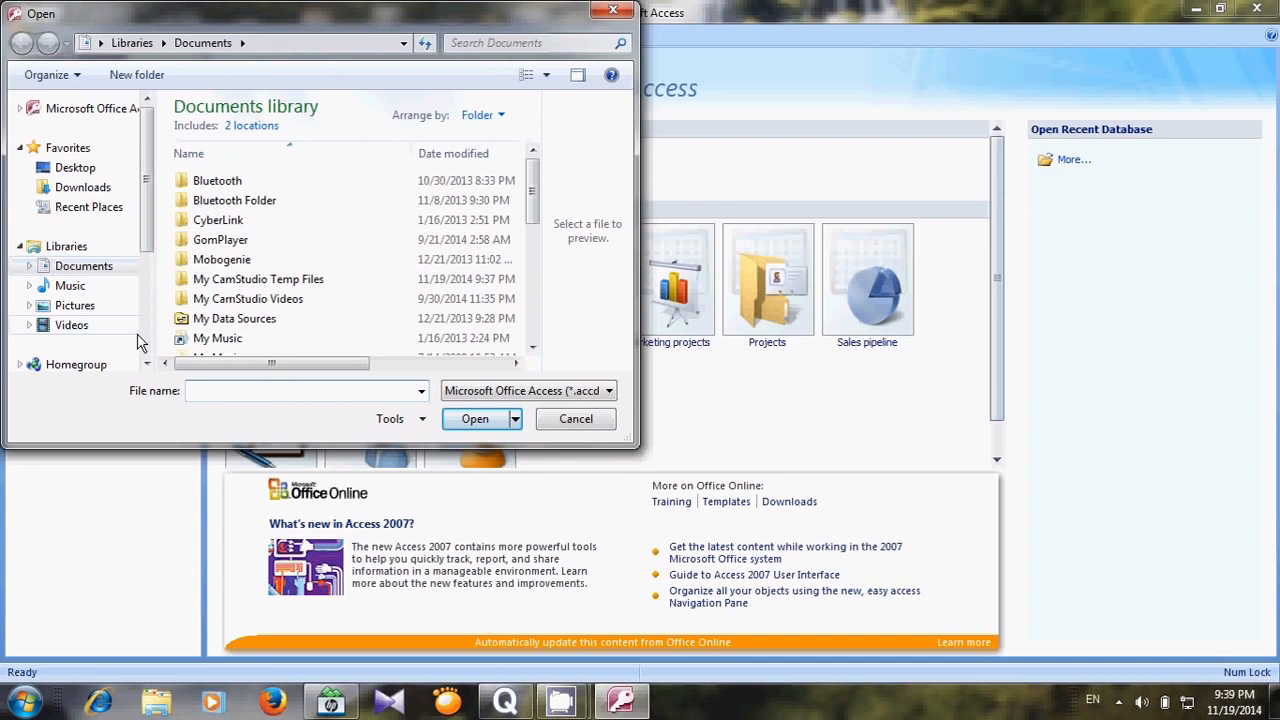 Open
soft Access
Libraries
Documents
Search Documents
Organize
New folder
Microsoft Office A
Favorites
Desktop
Downloads
Recent Places
Libraries
Documents
Music
Pictures
Videos
Homegroup
Documents library
Includes: 2 locations
Arrange by: Folder
Name
Date modified
Bluetooth 10/30/2013 8:33 PM
Bluetooth Folder 11/8/2013 9:30 PM
CyberLink 1/16/2013 2:51 PM
GomPlayer 9/21/2014 2:58 AM
Mobogenie 12/21/2013 11:02 ...
My CamStudio Temp Files 11/19/2014 9:37 PM
My CamStudio Videos 9/30/2014 11:35 PM
My Data Sources 12/21/2013 9:28 PM
My Music 1/16/2013 2:24 PM
Select a file to
preview.
File name:
Microsoft Office Access (*.accd
Tools
Open
Cancel
ccess
Open Recent Database
More...
keting projects
Projects
Sales pipeline
Microsoft
Office Online
What's new in Access 2007?
The new Access 2007 contains more powerful tools
to help you quickly track, report, and share
information in a manageable environment. Learn
more about the new features and improvements.
More on Office Online:
Training | Templates | Downloads
Get the latest content while working in the 2007
Microsoft Office system
Guide to Access 2007 User Interface
Organize all your objects using the new, easy access
Navigation Pane
Automatically update this content from Office Online
Learn more
Ready
Num Lock
EN
9:39 PM
11/19/2014